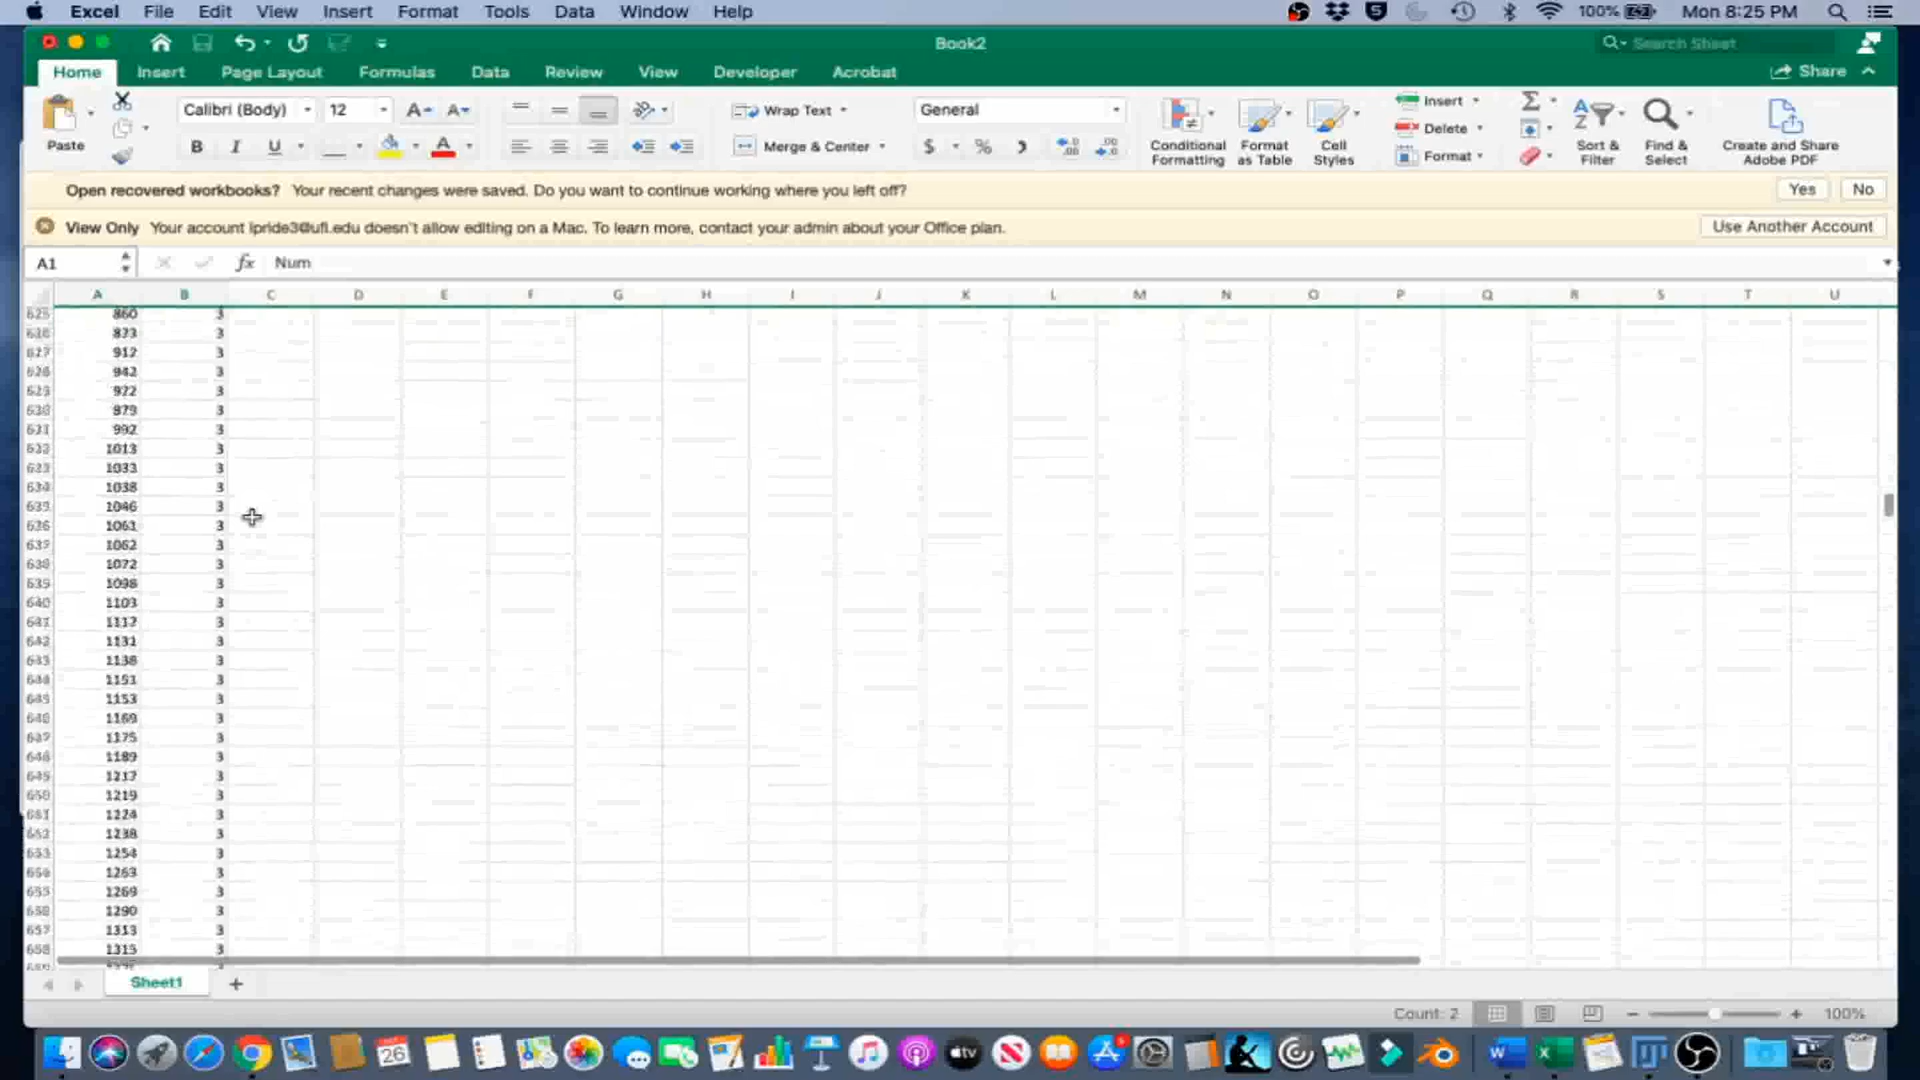 Excel File Edit View Insert Format Tools Data Window Help 100% Mon 8:25 PM
Book2
Search Sheet
Home Insert Page Layout Formulas Data Review View Developer Acrobat Share
Paste
Calibri (Body) 12
B I U
Wrap Text
Merge & Center
General
$ %
Conditional Formatting
Format as Table
Cell Styles
Insert
Delete
Format
Sort & Filter
Find & Select
Create and Share Adobe PDF
Open recovered workbooks? Your recent changes were saved. Do you want to continue working where you left off? Yes No
View Only Your account lpride3@ufl.edu doesn't allow editing on a Mac. To learn more, contact your admin about your Office plan. Use Another Account
A1 fx Num
A B C D E F G H I J K L M N O P Q R S T U
625 860 3
626 873 3
627 912 3
628 942 3
629 972 3
630 979 3
631 992 3
632 1013 3
633 1033 3
634 1038 3
635 1046 3
636 1061 3
637 1062 3
638 1072 3
639 1098 3
640 1103 3
641 1117 3
642 1131 3
643 1138 3
644 1151 3
645 1153 3
646 1169 3
647 1175 3
648 1189 3
649 1217 3
650 1219 3
651 1224 3
652 1238 3
653 1254 3
654 1263 3
655 1269 3
656 1290 3
657 1313 3
658 1315 3
Sheet1
Count: 2 100%
26
tv